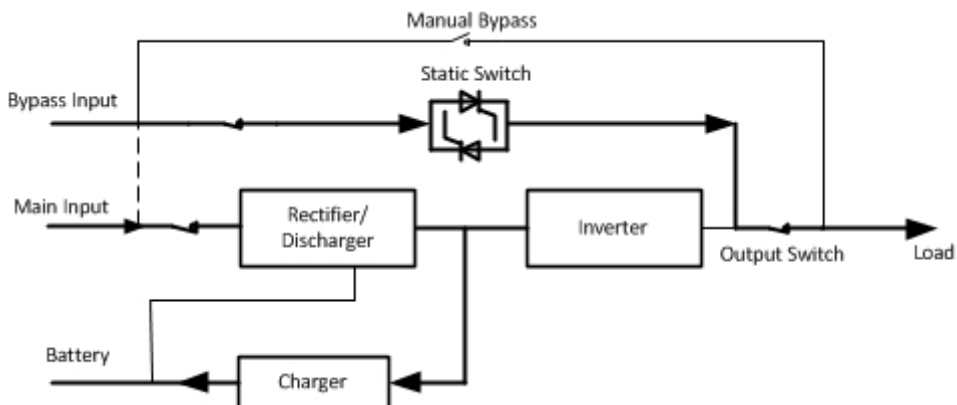 Manual Bypass
Static Switch
Bypass Input
Main Input
Rectifier/
Discharger
Inverter
Output Switch
Load
Battery
Charger